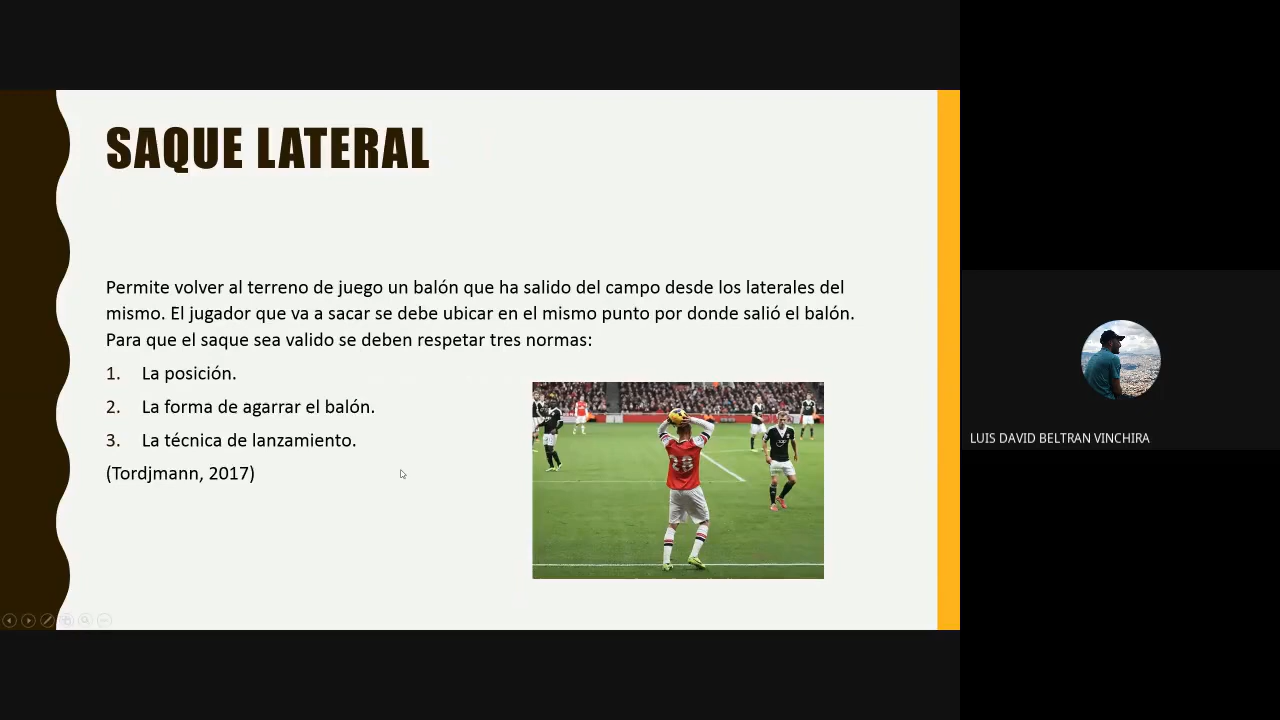 SAQUE LATERAL
Permite volver al terreno de juego un balón que ha salido del campo desde los laterales del
mismo. El jugador que va a sacar se debe ubicar en el mismo punto por donde salió el balón.
Para que el saque sea valido se deben respetar tres normas:
1. La posición.
2. La forma de agarrar el balón.
3. La técnica de lanzamiento.
(Tordjmann, 2017)
28
LUIS DAVID BELTRAN VINCHIRA